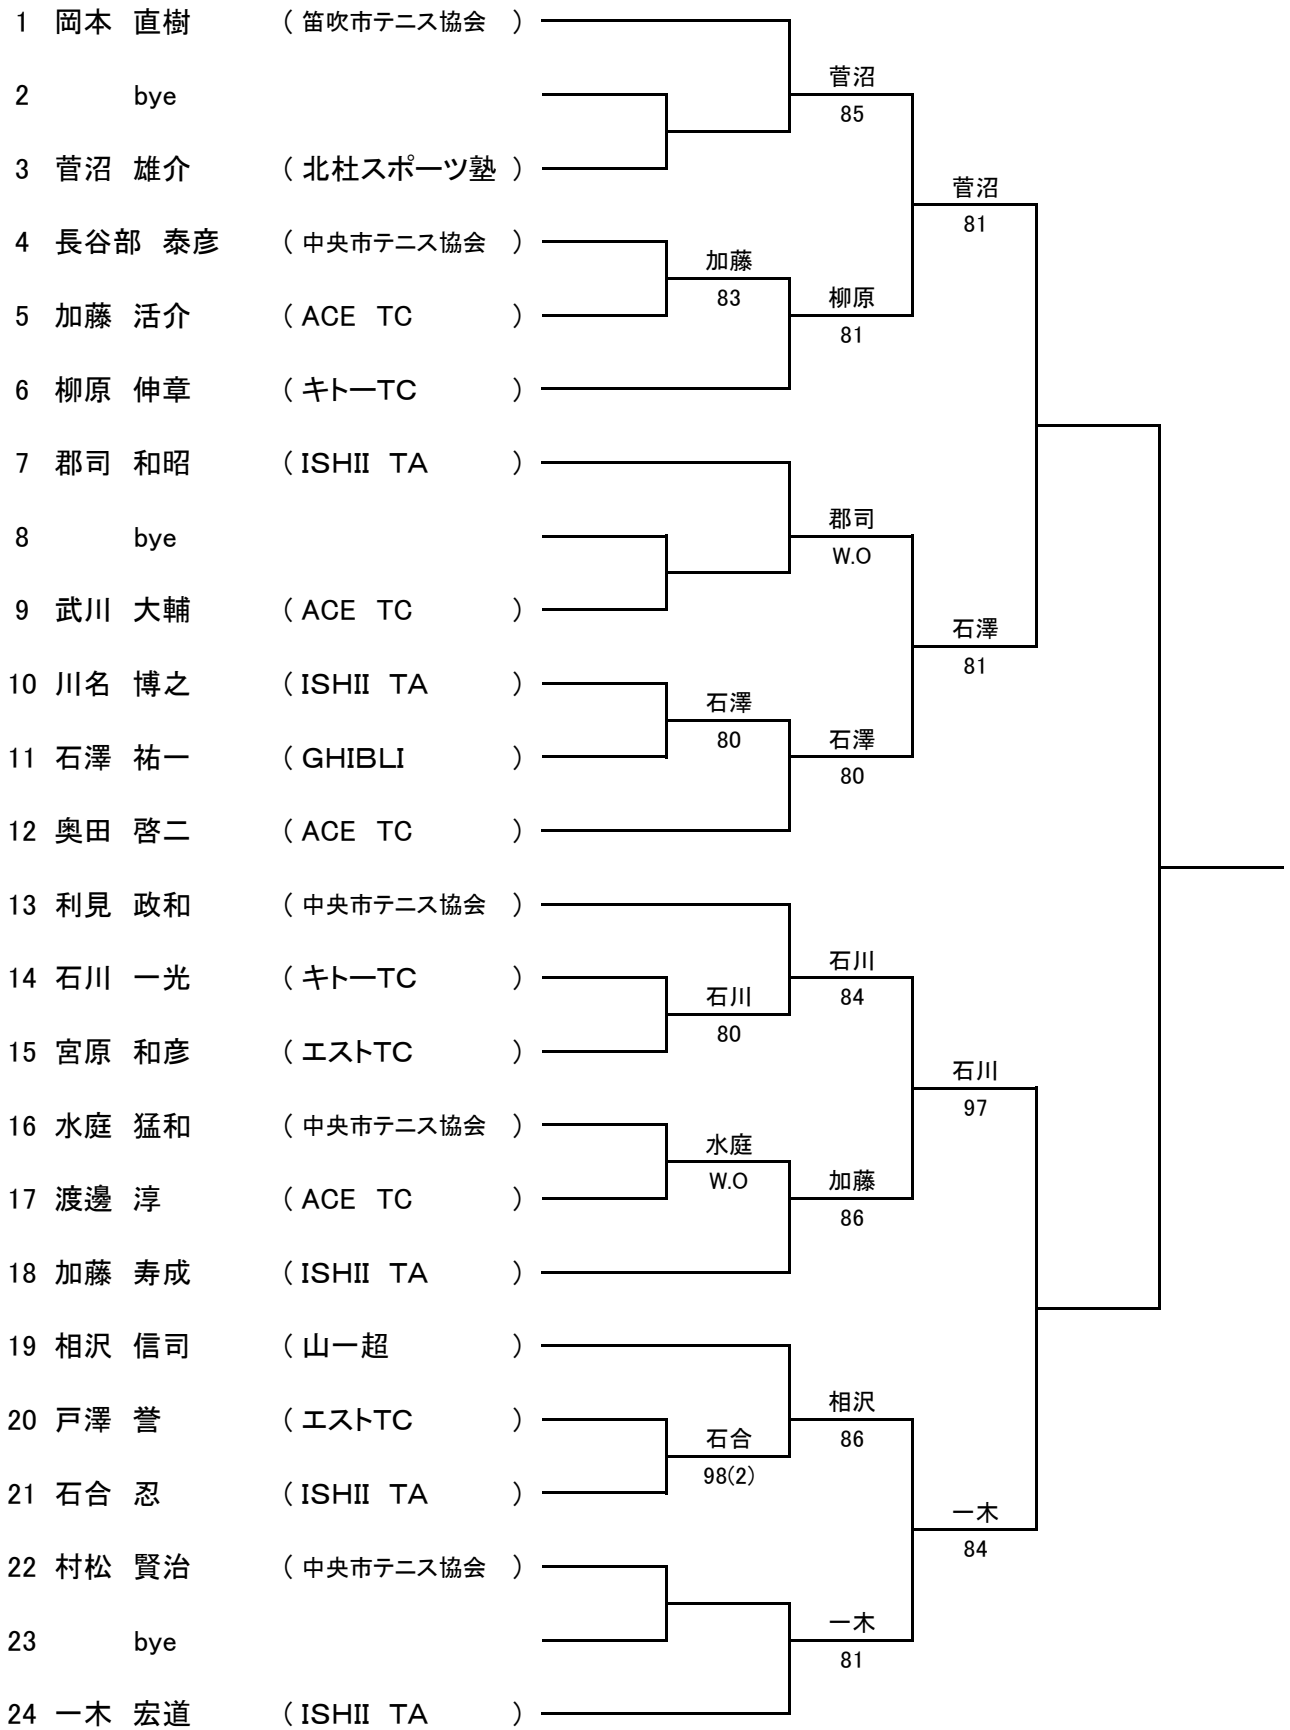 1 岡本 直樹 ( 笛吹市テニス協会 )
菅沼
2 bye
85
3 菅沼 雄介 ( 北杜スポーツ塾 )
菅沼
81
4 長谷部 泰彦 ( 中央市テニス協会 )
加藤
83
柳原
5 加藤 活介 ( ACE TC )
81
6 柳原 伸章 ( キトーTC )
7 郡司 和昭 ( ISHII TA )
郡司
8 bye
W.O
9 武川 大輔 ( ACE TC )
石澤
81
10 川名 博之 ( ISHII TA )
石澤
80
石澤
11 石澤 祐一 ( GHIBLI )
80
12 奥田 啓二 ( ACE TC )
13 利見 政和 ( 中央市テニス協会 )
石川
14 石川 一光 ( キトーTC )
84
石川
80
15 宮原 和彦 ( エストTC )
石川
97
16 水庭 猛和 ( 中央市テニス協会 )
水庭
W.O
加藤
17 渡邊 淳 ( ACE TC )
86
18 加藤 寿成 ( ISHII TA )
19 相沢 信司 ( 山一超 )
相沢
20 戸澤 誉 ( エストTC )
86
石合
98(2)
21 石合 忍 ( ISHII TA )
一木
84
22 村松 賢治 ( 中央市テニス協会 )
一木
23 bye
81
24 一木 宏道 ( ISHII TA )